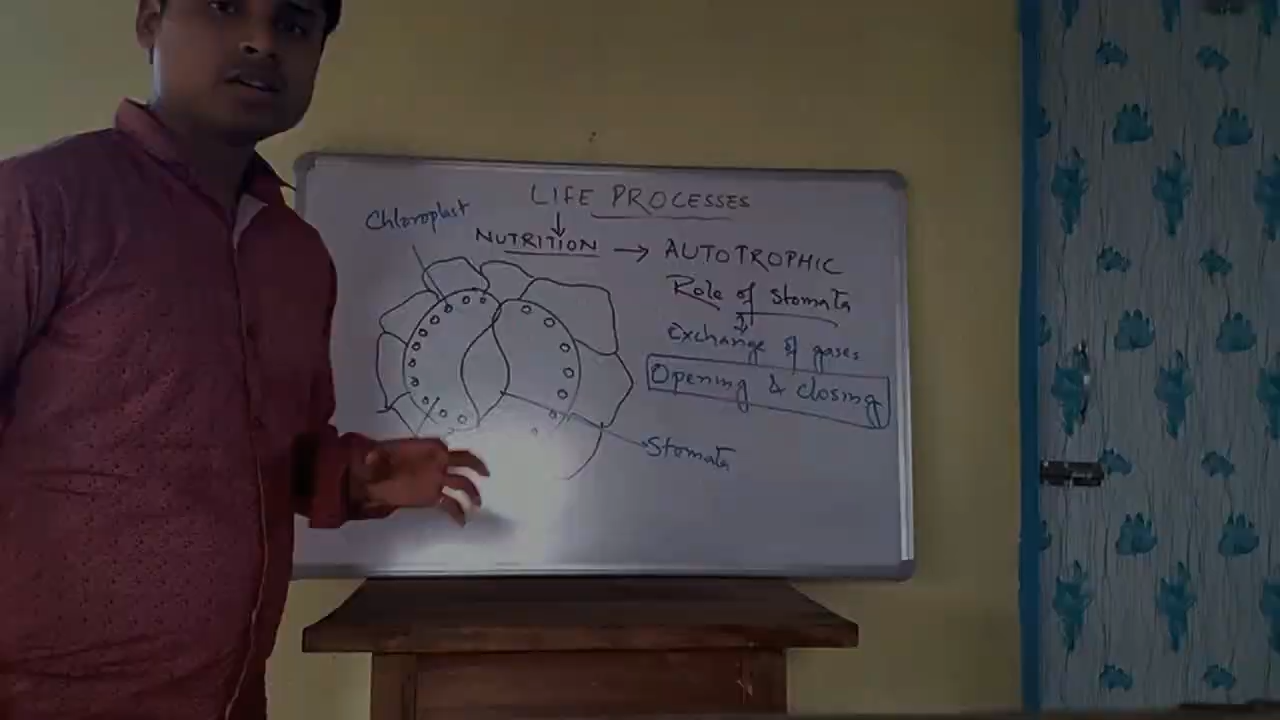 LIFE PROCESSES
Chloroplast
NUTRITION → AUTOTROPHIC
Role of stomata
Exchange of gases
Opening & closing
Stomata